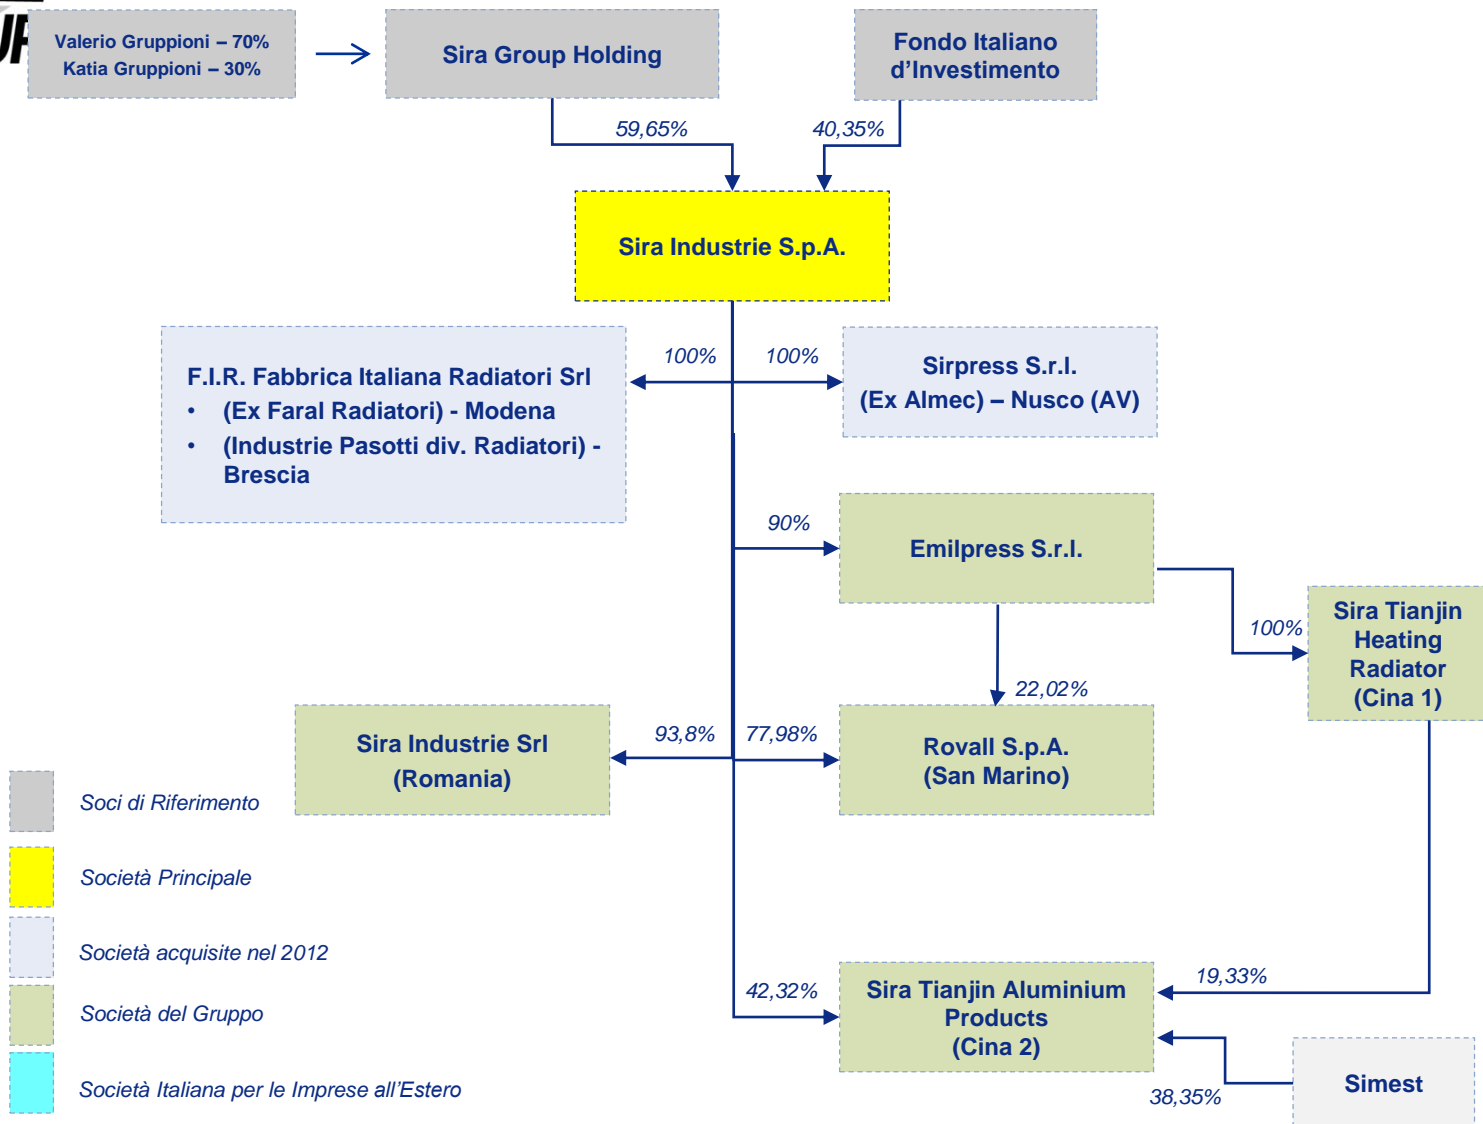 Valerio Gruppioni – 70%
Katia Gruppioni – 30%
Sira Group Holding
Fondo Italiano
d'Investimento
59,65%
40,35%
Sira Industrie S.p.A.
F.I.R. Fabbrica Italiana Radiatori Srl
• (Ex Faral Radiatori) - Modena
• (Industrie Pasotti div. Radiatori) -
Brescia
100%
100%
Sirpress S.r.l.
(Ex Almec) – Nusco (AV)
90%
Emilpress S.r.l.
100%
Sira Tianjin
Heating
Radiator
(Cina 1)
22,02%
Sira Industrie Srl
(Romania)
93,8%
77,98%
Rovall S.p.A.
(San Marino)
Soci di Riferimento
Società Principale
Società acquisite nel 2012
Società del Gruppo
Società Italiana per le Imprese all'Estero
42,32%
Sira Tianjin Aluminium
Products
(Cina 2)
19,33%
38,35%
Simest